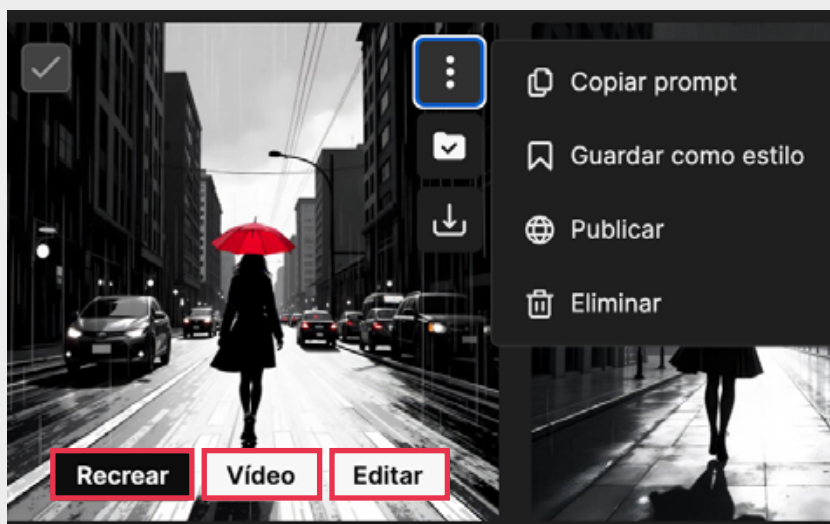 Copiar prompt
Guardar como estilo
Publicar
Eliminar
Recrear
Vídeo
Editar